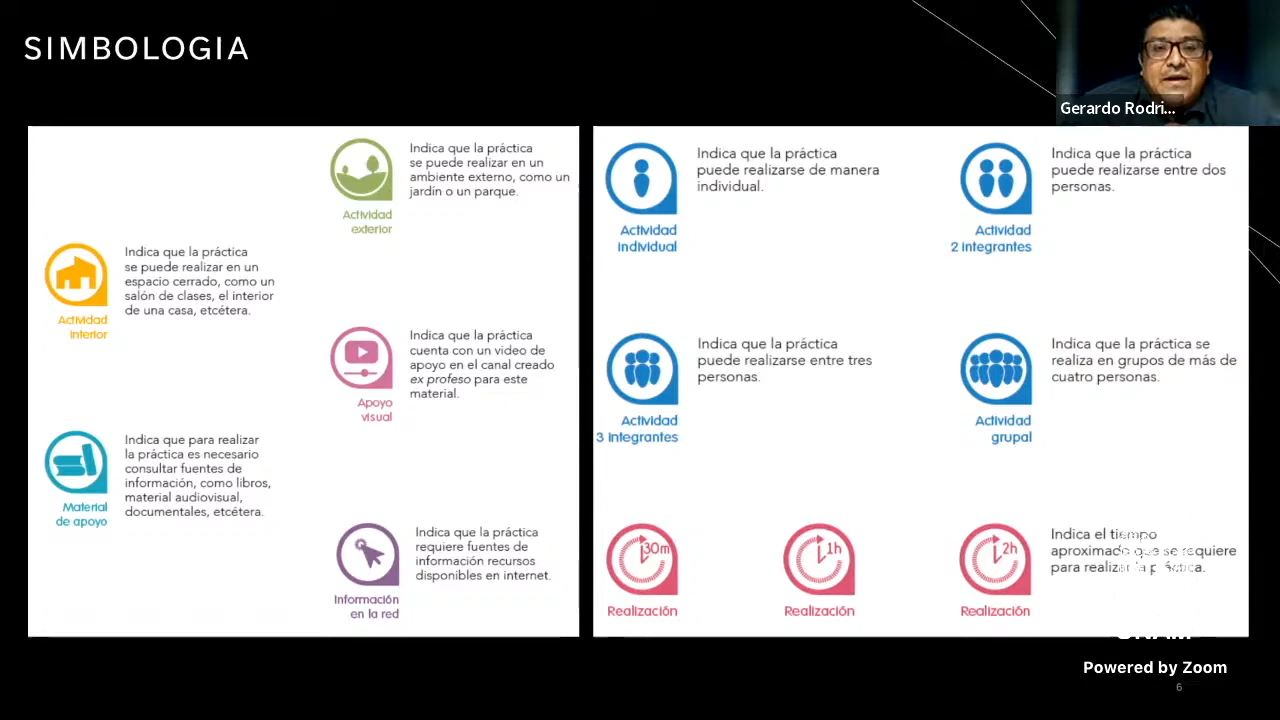 SIMBOLOGIA
Gerardo Rodri...
Indica que la práctica
se puede realizar en un
ambiente externo, como un
jardín o un parque.
Actividad
exterior
Indica que la práctica
se puede realizar en un
espacio cerrado, como un
salón de clases, el interior
de una casa, etcétera.
Actividad
interior
Indica que la práctica
cuenta con un video de
apoyo en el canal creado
ex profeso para este
material.
Apoyo
visual
Indica que para realizar
la práctica es necesario
consultar fuentes de
información, como libros,
material audiovisual,
documentales, etcétera.
Material
de apoyo
Indica que la práctica
requiere fuentes de
información recursos
disponibles en internet.
Información
en la red
Indica que la práctica
puede realizarse de manera
individual.
Actividad
individual
Indica que la práctica
puede realizarse entre dos
personas.
Actividad
2 integrantes
Indica que la práctica
puede realizarse entre tres
personas.
Actividad
3 integrantes
Indica que la práctica se
realiza en grupos de más de
cuatro personas.
Actividad
grupal
30m
Realización
1h
Realización
2h
Realización
Indica el tiempo
aproximado que se requiere
para realizar la práctica.
UNAM
Powered by Zoom
6